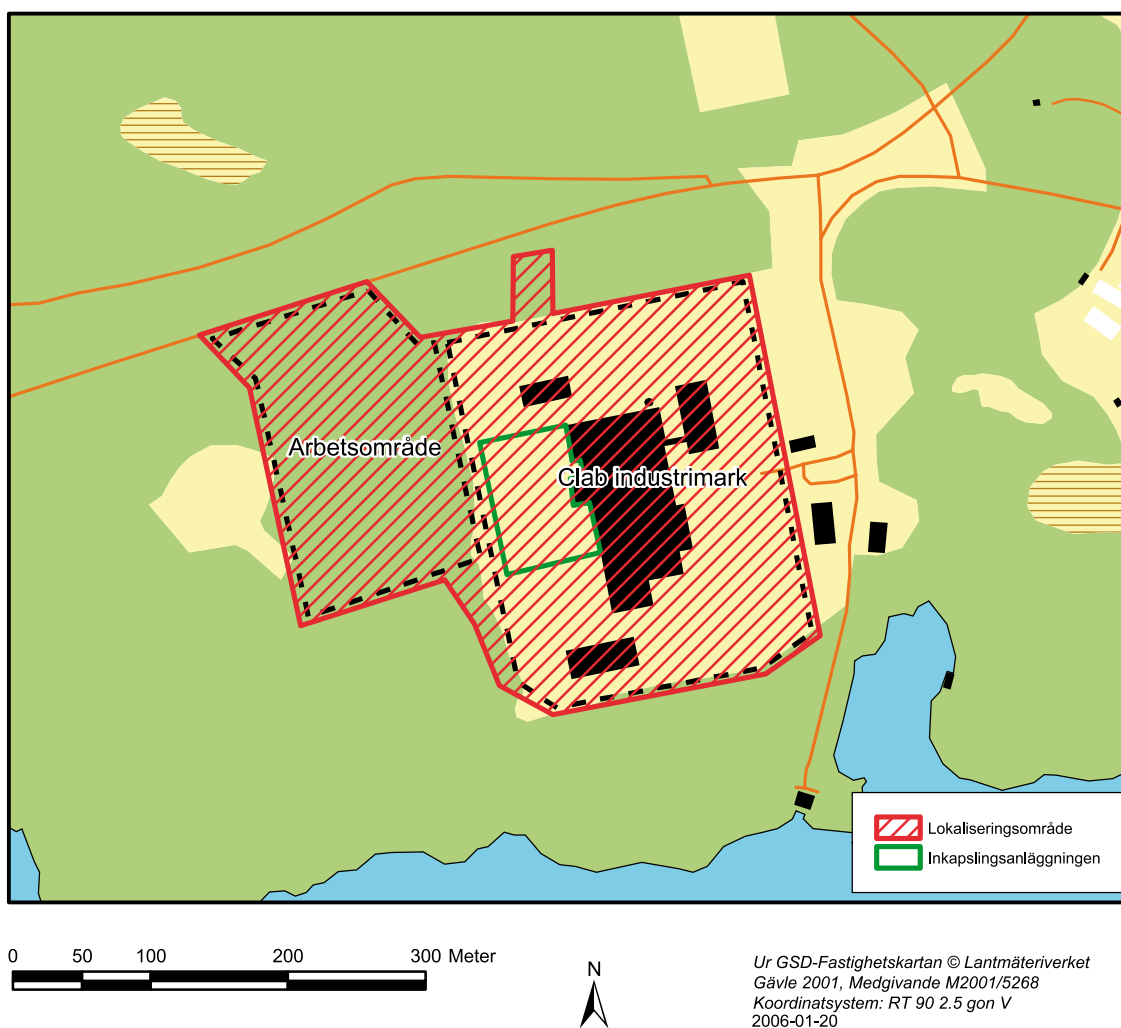 Arbetsområde
Clab industrimark
Lokaliseringsområde
Inkapslingsanläggningen
0 50 100 200 300 Meter
N
Ur GSD-Fastighetskartan © Lantmäteriverket
Gävle 2001, Medgivande M2001/5268
Koordinatsystem: RT 90 2.5 gon V
2006-01-20